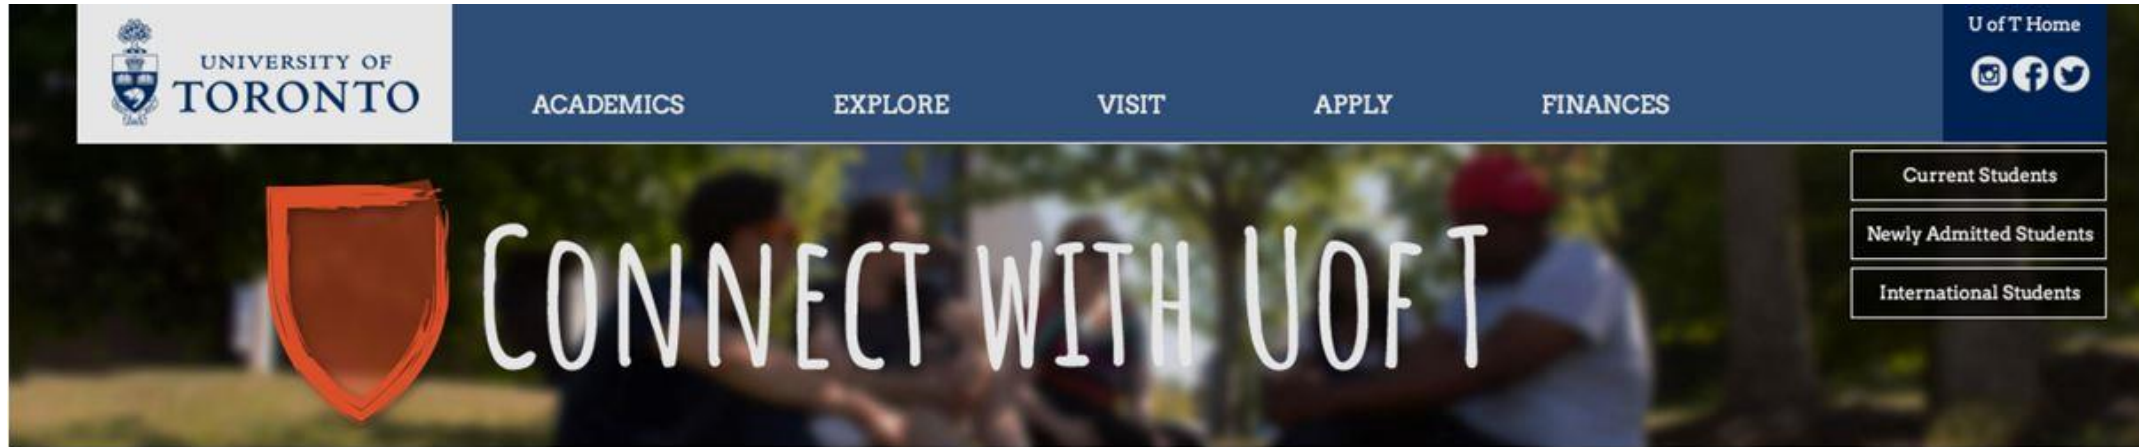 UNIVERSITY OF
TORONTO
ACADEMICS
EXPLORE
VISIT
APPLY
FINANCES
U of T Home
Current Students
Newly Admitted Students
International Students
CONNECT WITH UOFT